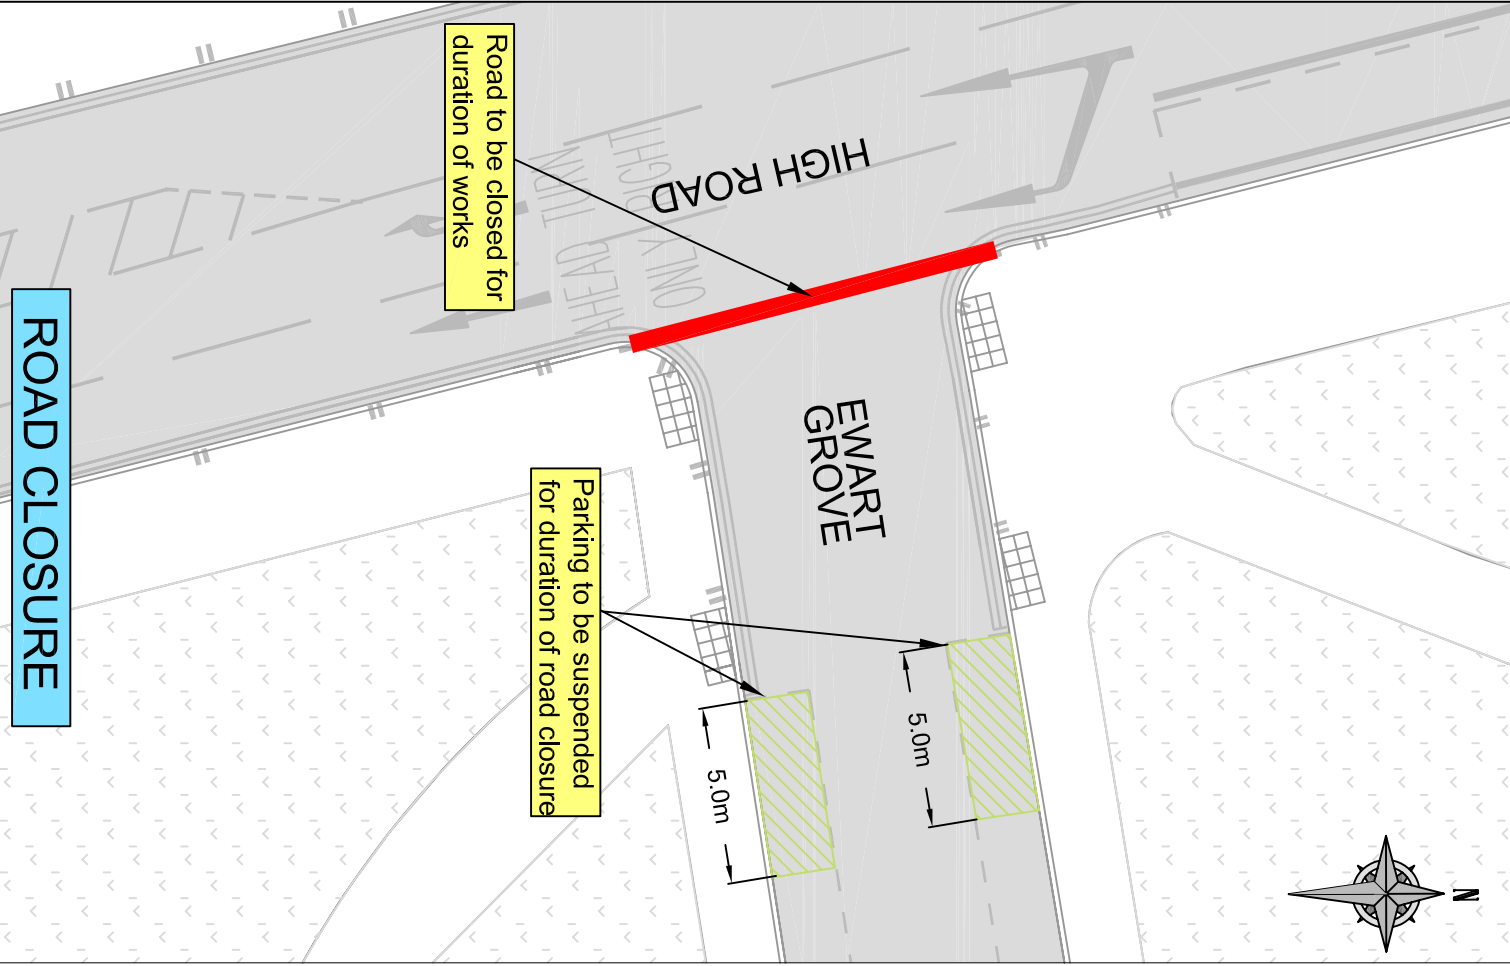 Road to be closed for
duration of works
HIGH ROAD
RIGHT
TURN
ONLY
AHEAD
EWART
GROVE
Parking to be suspended
for duration of road closure
5.0m
5.0m
ROAD CLOSURE
N